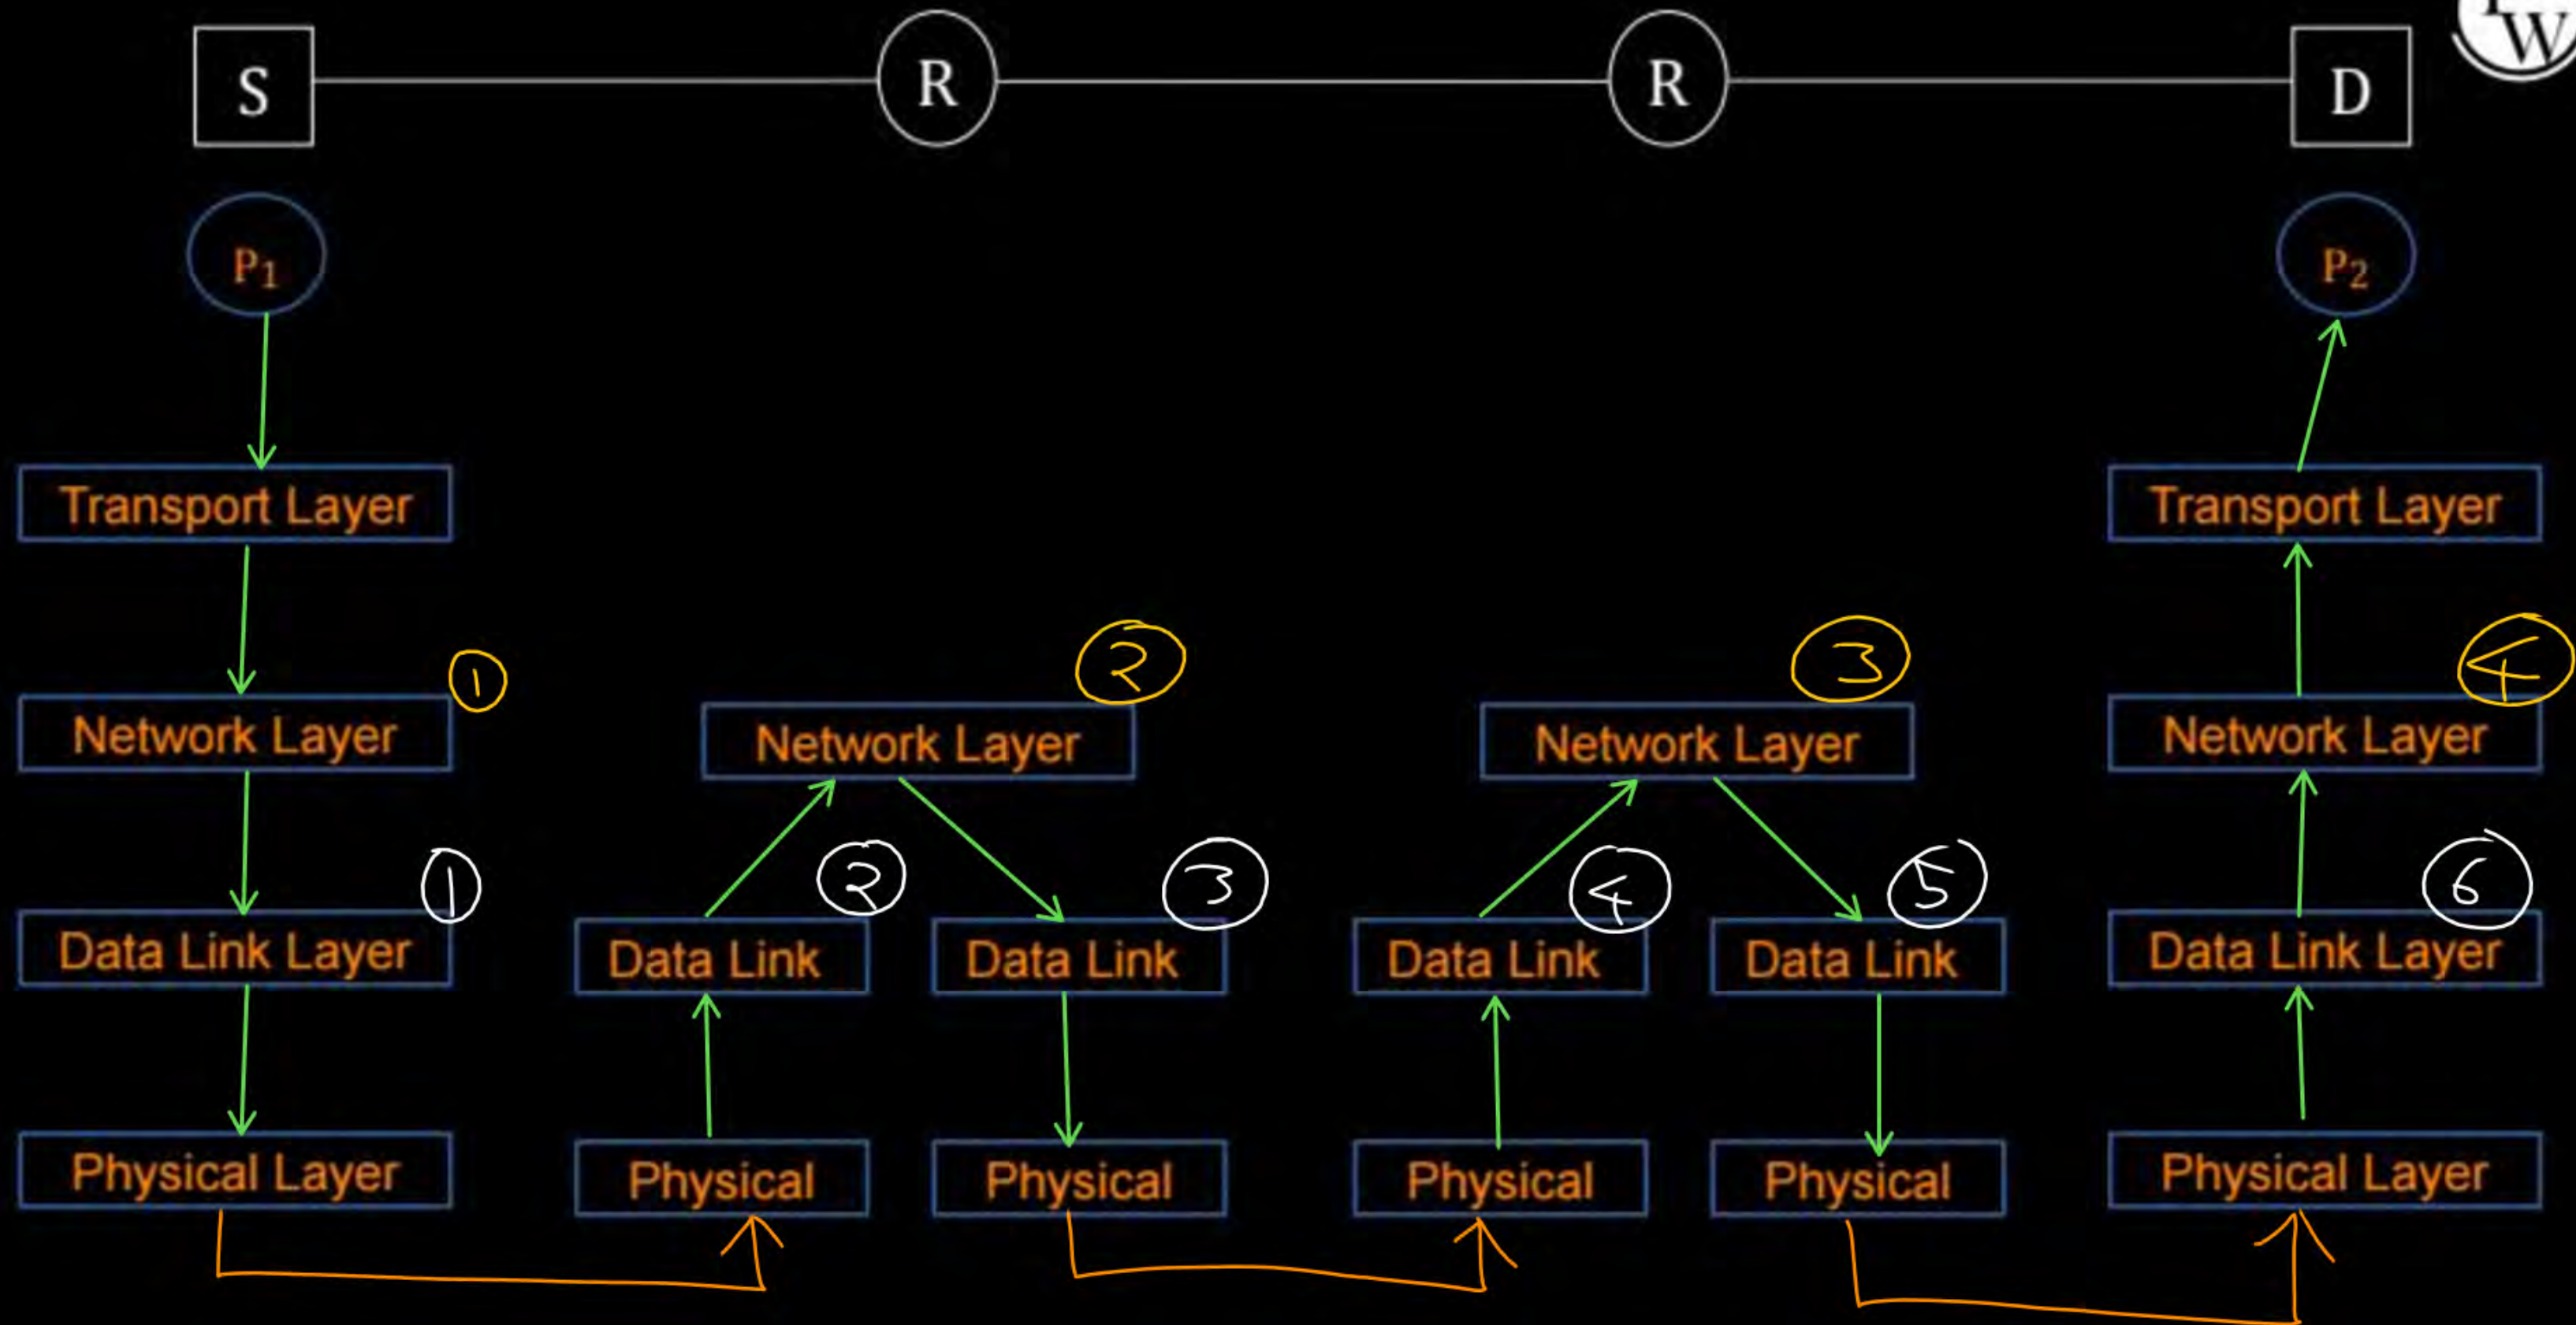 S R R D
W
P1 P2
Transport Layer Transport Layer
① ② ③ ④
Network Layer Network Layer Network Layer Network Layer
① ② ③ ④ ⑤ ⑥
Data Link Layer Data Link Data Link Data Link Data Link Data Link Layer
Physical Layer Physical Physical Physical Physical Physical Layer